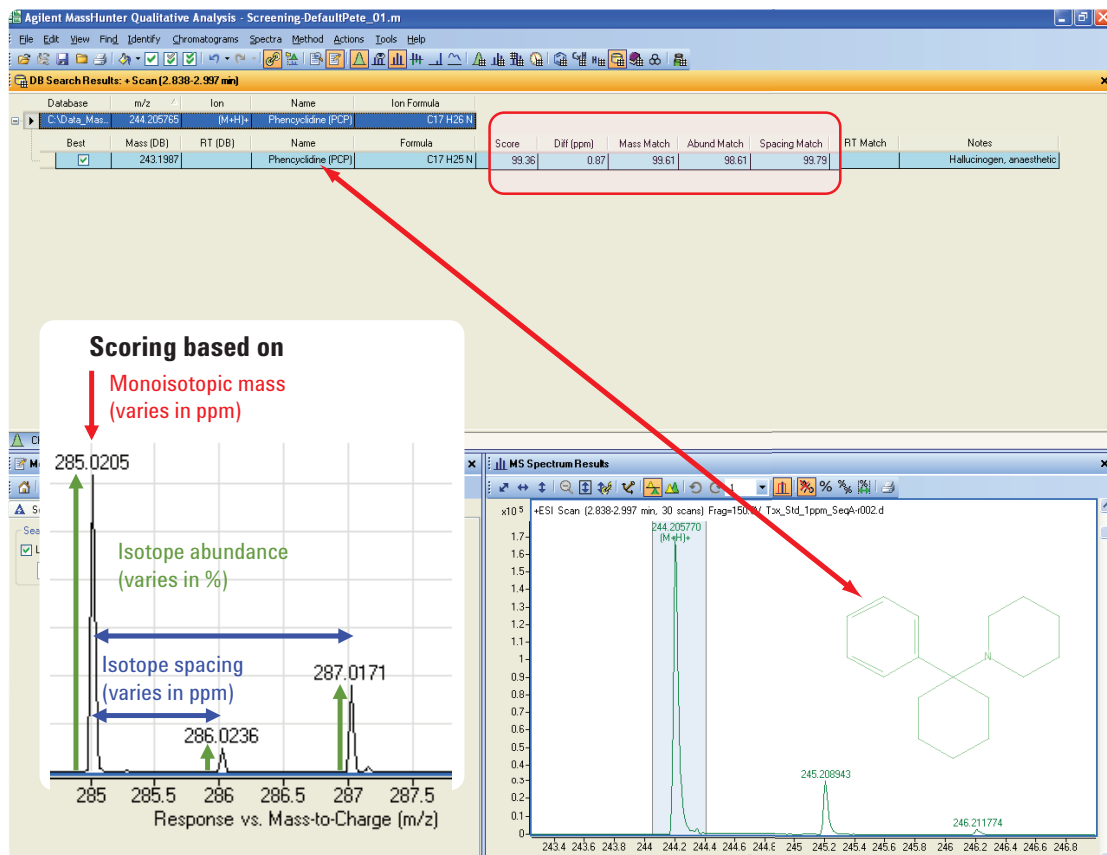 Agilent MassHunter Qualitative Analysis - Screening-DefaultPete_01.m
File Edit View Find Identify Chromatograms Spectra Method Actions Tools Help
DB Search Results: + Scan (2.838-2.997 min)
Database m/z Ion Name Ion Formula
C:\Data_Mas... 244.205765 (M+H)+ Phencyclidine (PCP) C17 H26 N
Best Mass (DB) RT (DB) Name Formula Score Diff (ppm) Mass Match Abund Match Spacing Match RT Match Notes
243.1987 Phencyclidine (PCP) C17 H25 N 99.36 0.87 99.61 98.61 99.79 Hallucinogen, anaesthetic
Scoring based on
Monoisotopic mass
(varies in ppm)
285.0205
Isotope abundance
(varies in %)
Isotope spacing
(varies in ppm)
287.0171
286.0236
285 285.5 286 286.5 287 287.5
Response vs. Mass-to-Charge (m/z)
MS Spectrum Results
1
x10 5 +ESI Scan (2.838-2.997 min, 30 scans) Frag=150.0V Tox_Std_1ppm_SeqA-r002.d
244.205770
(M+H)+
1.7
1.6
1.5
1.4
1.3
1.2
1.1
1
0.9
0.8
0.7
0.6
0.5
0.4
0.3
0.2
0.1
0
N
245.208943
246.211774
243.4 243.6 243.8 244 244.2 244.4 244.6 244.8 245 245.2 245.4 245.6 245.8 246 246.2 246.4 246.6 246.8